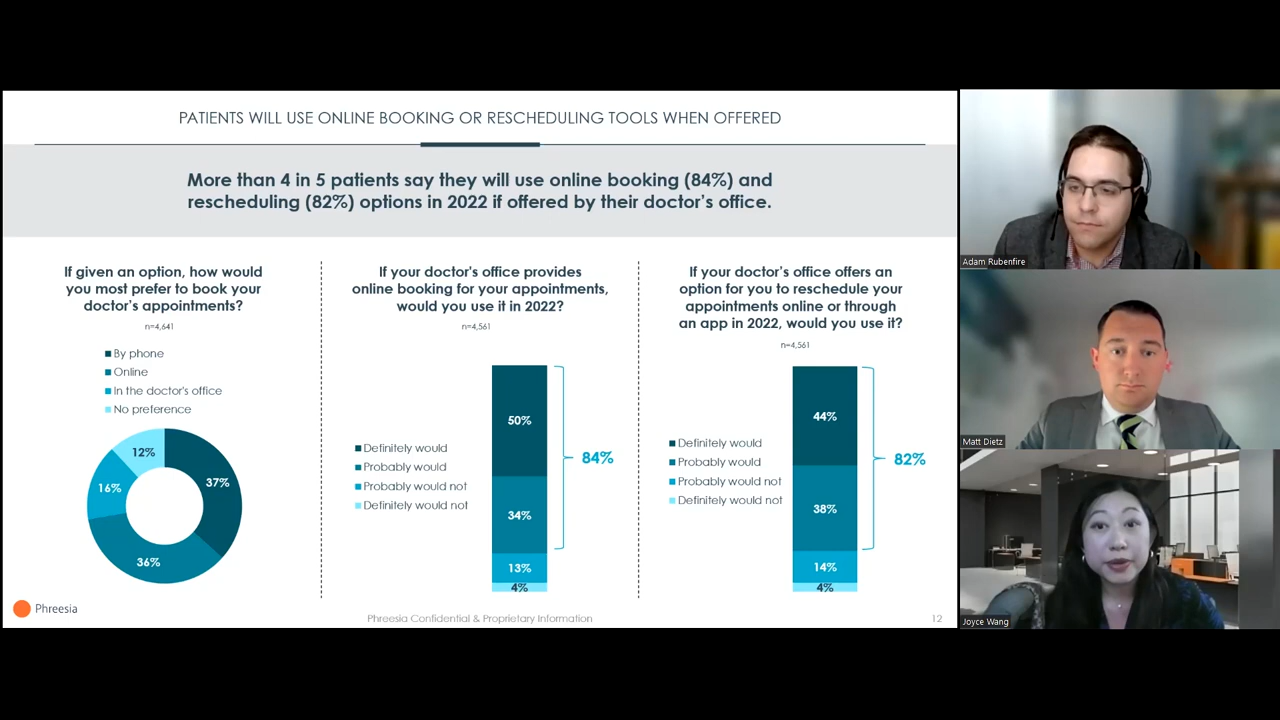 PATIENTS WILL USE ONLINE BOOKING OR RESCHEDULING TOOLS WHEN OFFERED
More than 4 in 5 patients say they will use online booking (84%) and
rescheduling (82%) options in 2022 if offered by their doctor's office.
If given an option, how would
you most prefer to book your
doctor's appointments?
n=4,641
By phone
Online
In the doctor's office
No preference
12%
37%
16%
36%
If your doctor's office provides
online booking for your appointments,
would you use it in 2022?
n=4,561
Definitely would
Probably would
Probably would not
Definitely would not
50%
34%
13%
4%
84%
If your doctor's office offers an
option for you to reschedule your
appointments online or through
an app in 2022, would you use it?
n=4,561
Definitely would
Probably would
Probably would not
Definitely would not
44%
38%
14%
4%
82%
Phreesia
Phreesia Confidential & Proprietary Information
12
Adam Rubenfire
Matt Dietz
Joyce Wang